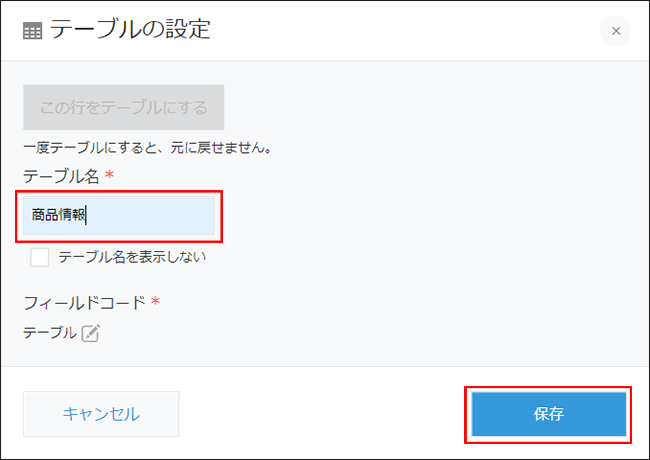 テーブルの設定
この行をテーブルにする
一度テーブルにすると、元に戻せません。
テーブル名 *
商品情報
テーブル名を表示しない
フィールドコード *
テーブル
キャンセル
保存